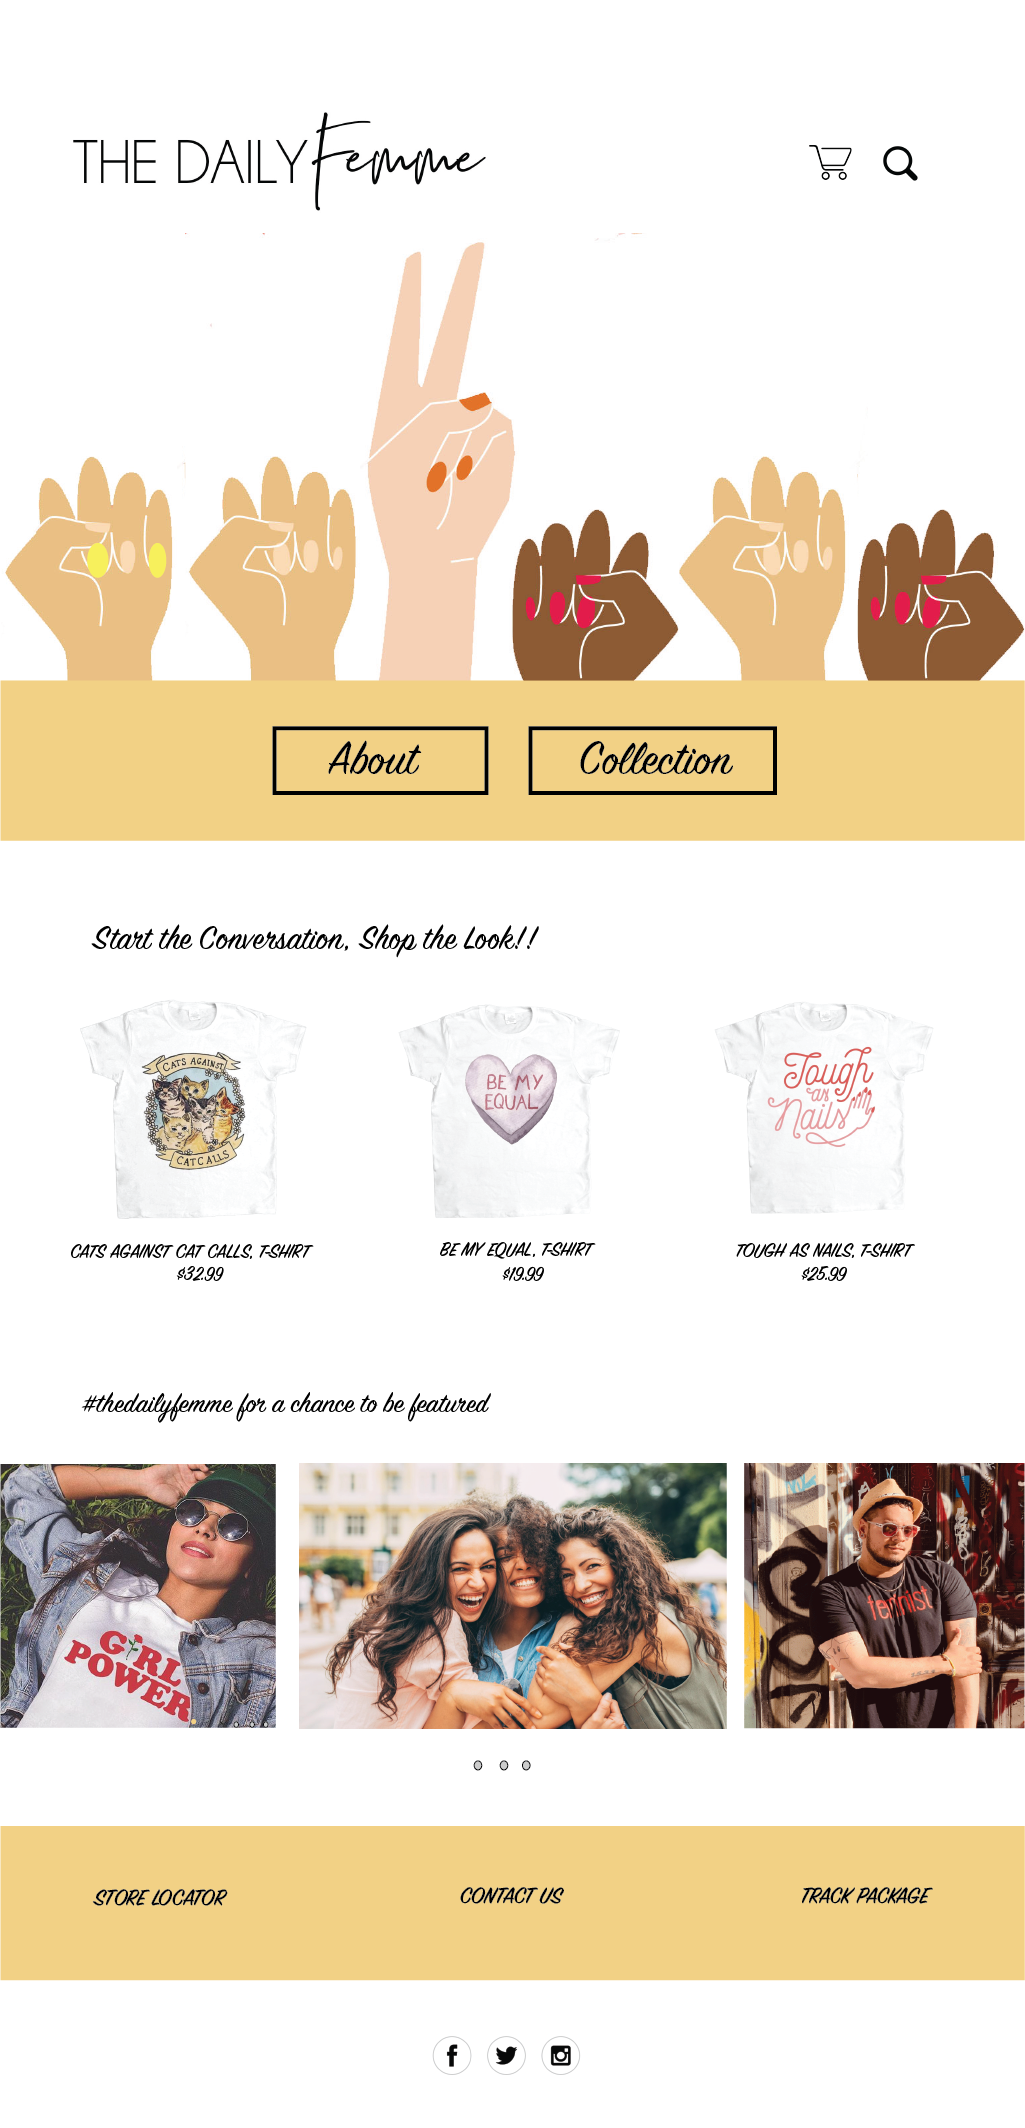 THE DAILY Femme
About
Collection
Start the Conversation, Shop the Look!!
CATS AGAINST
CATCALLS
BE MY
EQUAL
Tough
as
Nails
CATS AGAINST CAT CALLS, T-SHIRT
$32.99
BE MY EQUAL, T-SHIRT
$19.99
TOUGH AS NAILS, T-SHIRT
$25.99
#thedailyfemme for a chance to be featured
GIRL
POWER
feminist
STORE LOCATOR
CONTACT US
TRACK PACKAGE